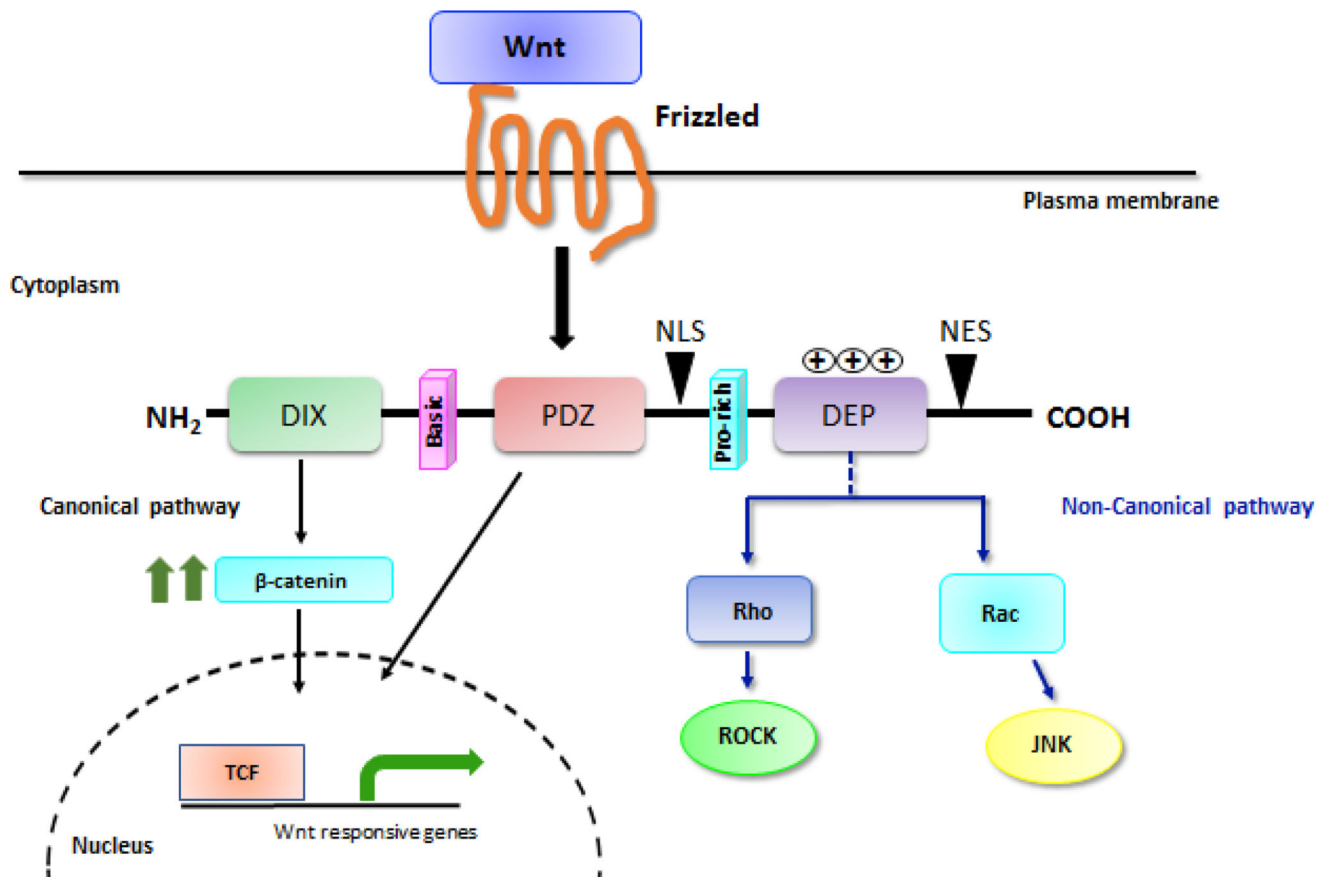 Wnt
Frizzled
Plasma membrane
Cytoplasm
NLS
NES
+ + +
NH2
DIX
Basic
PDZ
Pro-rich
DEP
COOH
Canonical pathway
Non-Canonical pathway
β-catenin
Rho
Rac
ROCK
JNK
TCF
Wnt responsive genes
Nucleus